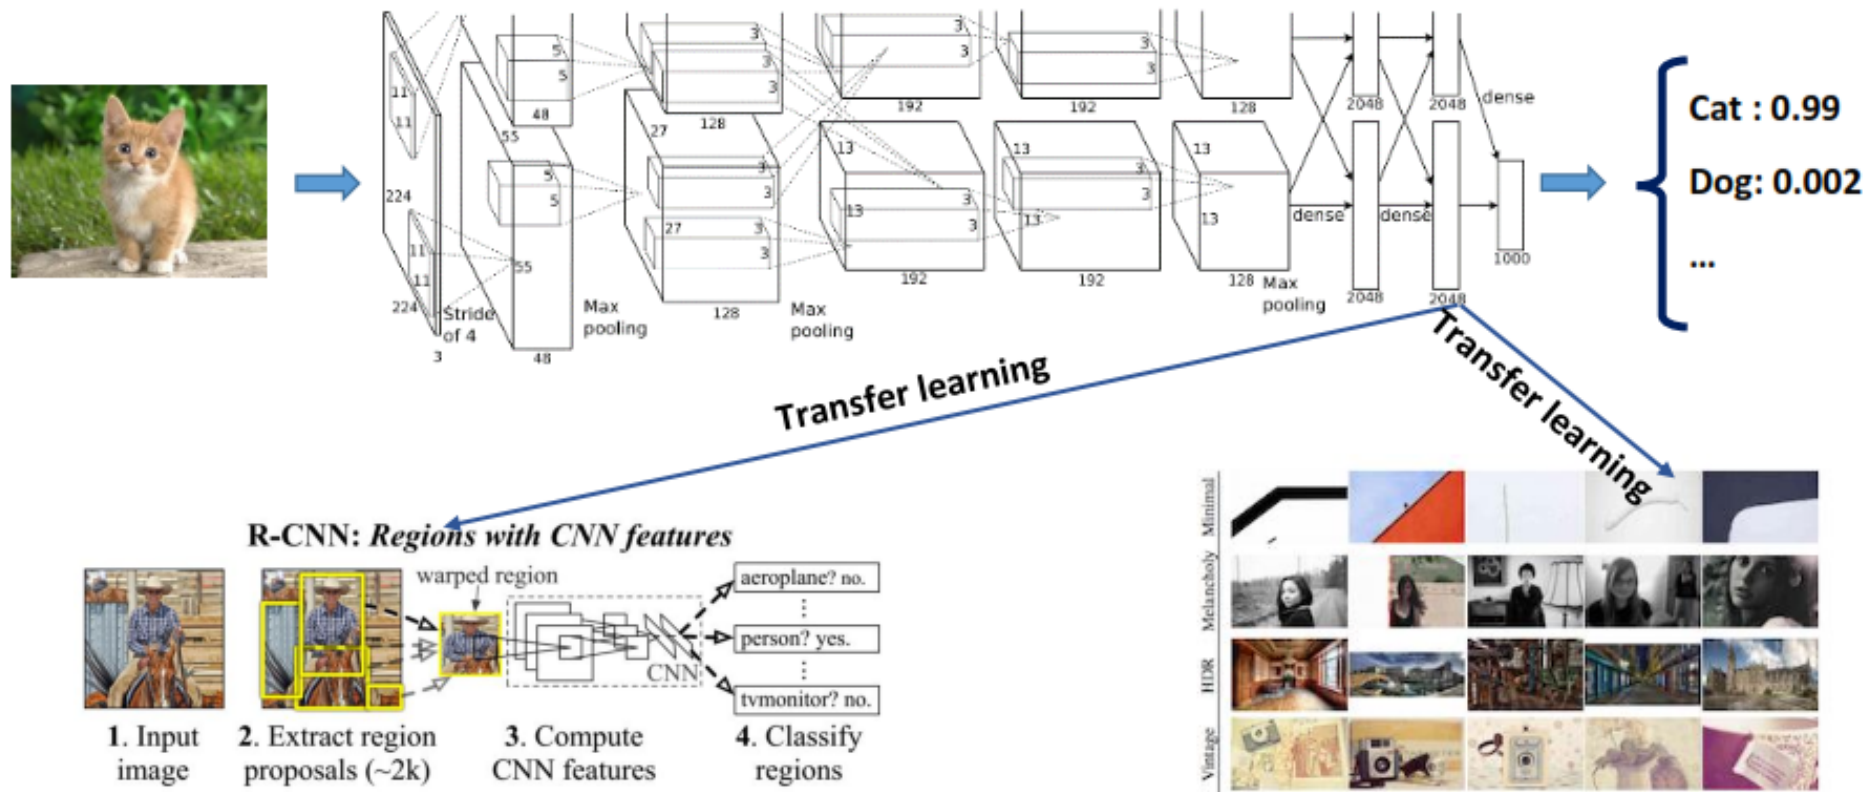 11
11
224
11
11
224
3
Stride
of 4
5
5
48
55
5
5
55
48
Max
pooling
3
3
128
27
3
3
27
3
3
128
Max
pooling
3
3
192
13
3
13
3
192
3
3
192
13
3
3
13
192
128
13
13
128
Max
pooling
2048
2048
dense
dense
dense
2048
2048
1000
Cat : 0.99
Dog: 0.002
...
Transfer learning
Transfer learning
R-CNN: Regions with CNN features
warped region
CNN
aeroplane? no.
person? yes.
tvmonitor? no.
1. Input
image
2. Extract region
proposals (~2k)
3. Compute
CNN features
4. Classify
regions
Minimal
Melancholy
HDR
Vintage